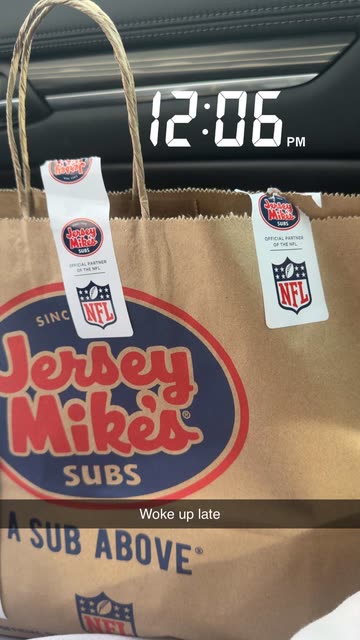 12:06 PM
Jersey
Mike's
SUBS
OFFICIAL PARTNER
OF THE NFL
NFL
Jersey
Mike's
SUBS
OFFICIAL PARTNER
OF THE NFL
NFL
SINC
Jersey
Mike's®
SUBS
Woke up late
A SUB ABOVE®
NFL